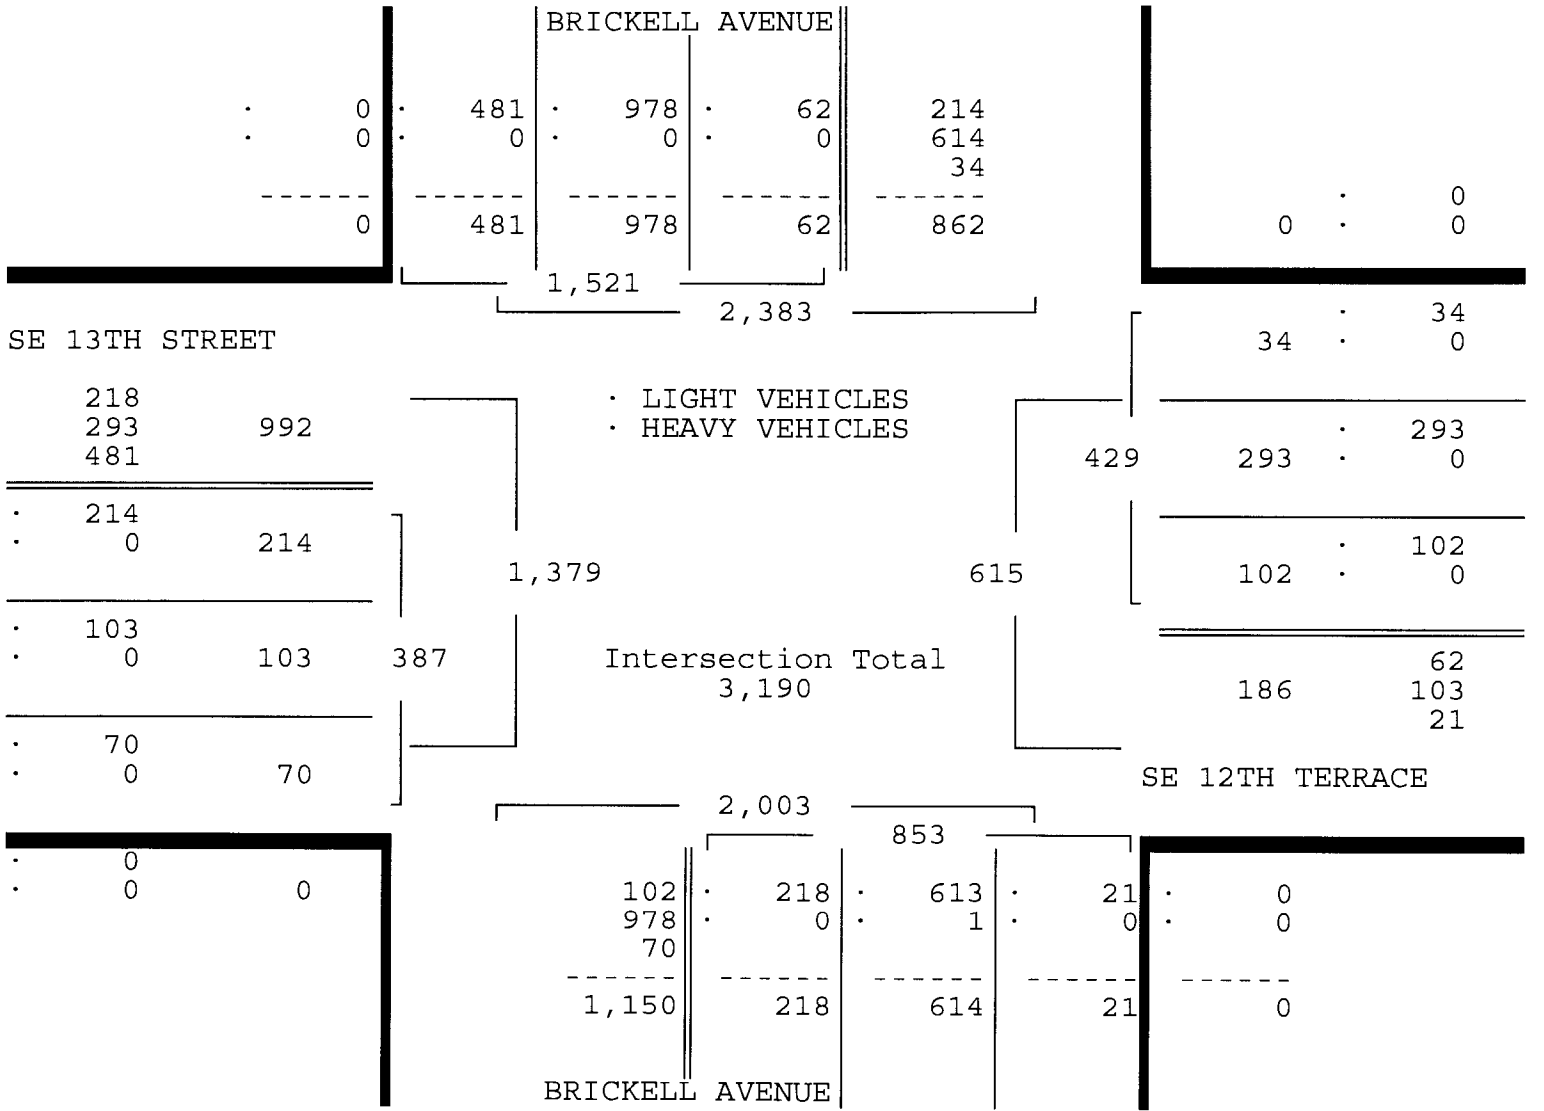 BRICKELL AVENUE
· 0 · 481 · 978 · 62 214
· 0 · 0 · 0 · 0 614
34
------ ------ ------ ------ ------
· 0
0 481 978 62 862 0 · 0
1,521
2,383
· 34
34 · 0
SE 13TH STREET
218 · LIGHT VEHICLES
293 992 · HEAVY VEHICLES · 293
481 429 293 · 0
· 214
· 0 214 · 102
1,379 615 102 · 0
· 103
· 0 103 387 Intersection Total 62
3,190 186 103
21
· 70
· 0 70 SE 12TH TERRACE
2,003
853
· 0
· 0 0 102 · 218 · 613 · 21 · 0
978 · 0 · 1 · 0 · 0
70
------ ------ ------ ------ ------
1,150 218 614 21 0
BRICKELL AVENUE